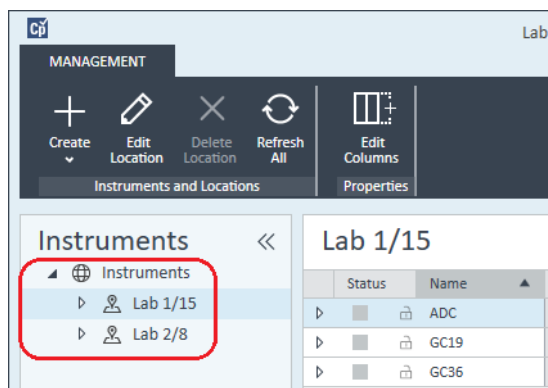 Cp
Lab
MANAGEMENT
Create
Edit
Location
Delete
Location
Refresh
All
Edit
Columns
Instruments and Locations
Properties
Instruments
Instruments
Lab 1/15
Lab 2/8
Lab 1/15
Status
Name
ADC
GC19
GC36